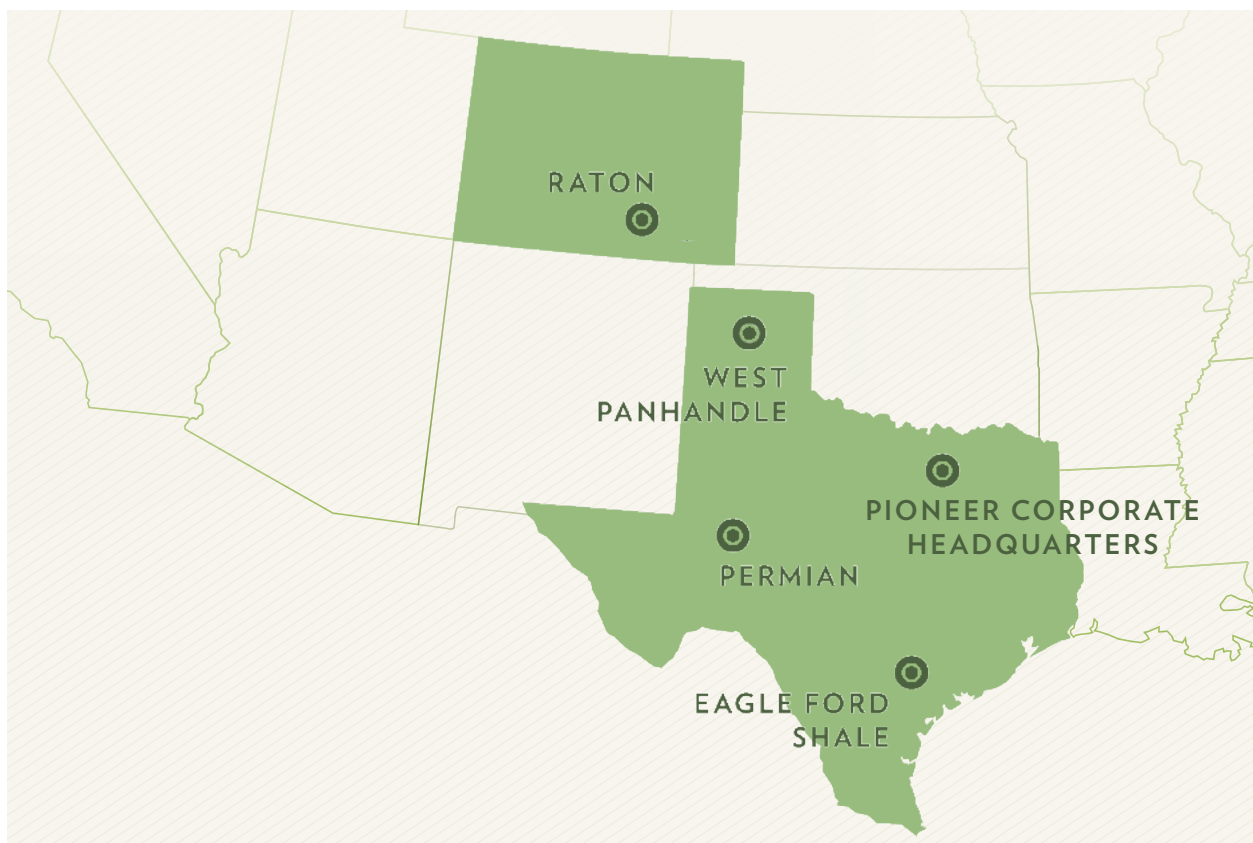 RATON
WEST
PANHANDLE
PIONEER CORPORATE
HEADQUARTERS
PERMIAN
EAGLE FORD
SHALE